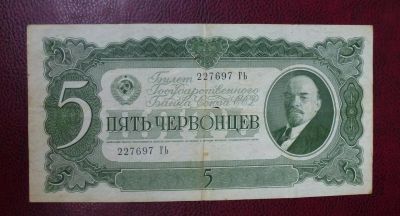 Билет 227697 ГЬ
Государственного
Банка Союза ССР
5
ПЯТЬ ЧЕРВОНЦЕВ
227697 ГЬ
5